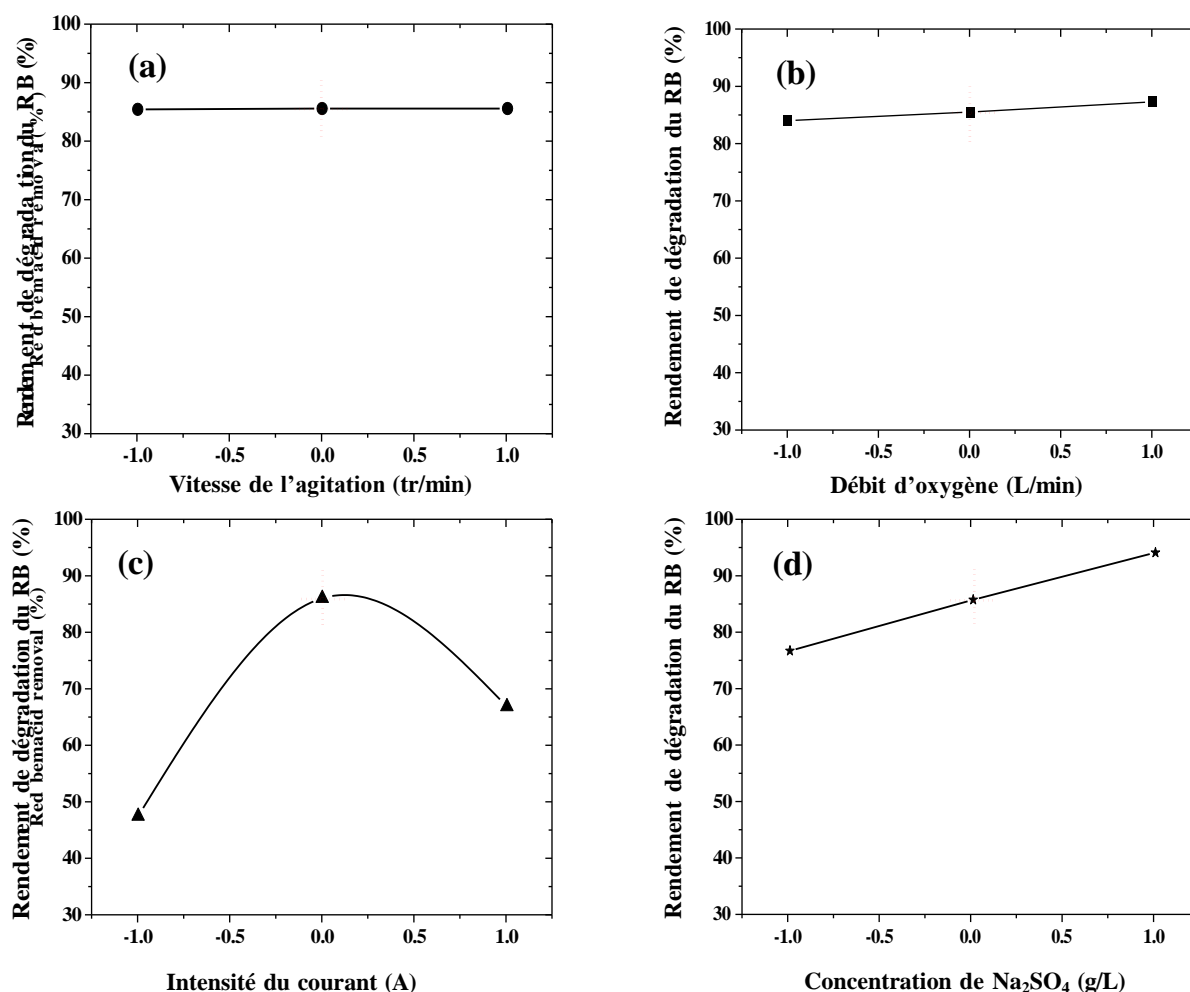 (a)
Rendement de dégradation du RB (%)
Red bemacid removal (%)
100
90
80
70
60
50
40
30
-1.0 -0.5 0.0 0.5 1.0
Vitesse de l’agitation (tr/min)
(b)
Rendement de dégradation du RB (%)
100
90
80
70
60
50
40
30
-1.0 -0.5 0.0 0.5 1.0
Débit d’oxygène (L/min)
(c)
Rendement de dégradation du RB (%)
Red bemacid removal (%)
100
90
80
70
60
50
40
30
-1.0 -0.5 0.0 0.5 1.0
Intensité du courant (A)
(d)
Rendement de dégradation du RB (%)
100
90
80
70
60
50
40
30
-1.0 -0.5 0.0 0.5 1.0
Concentration de Na₂SO₄ (g/L)